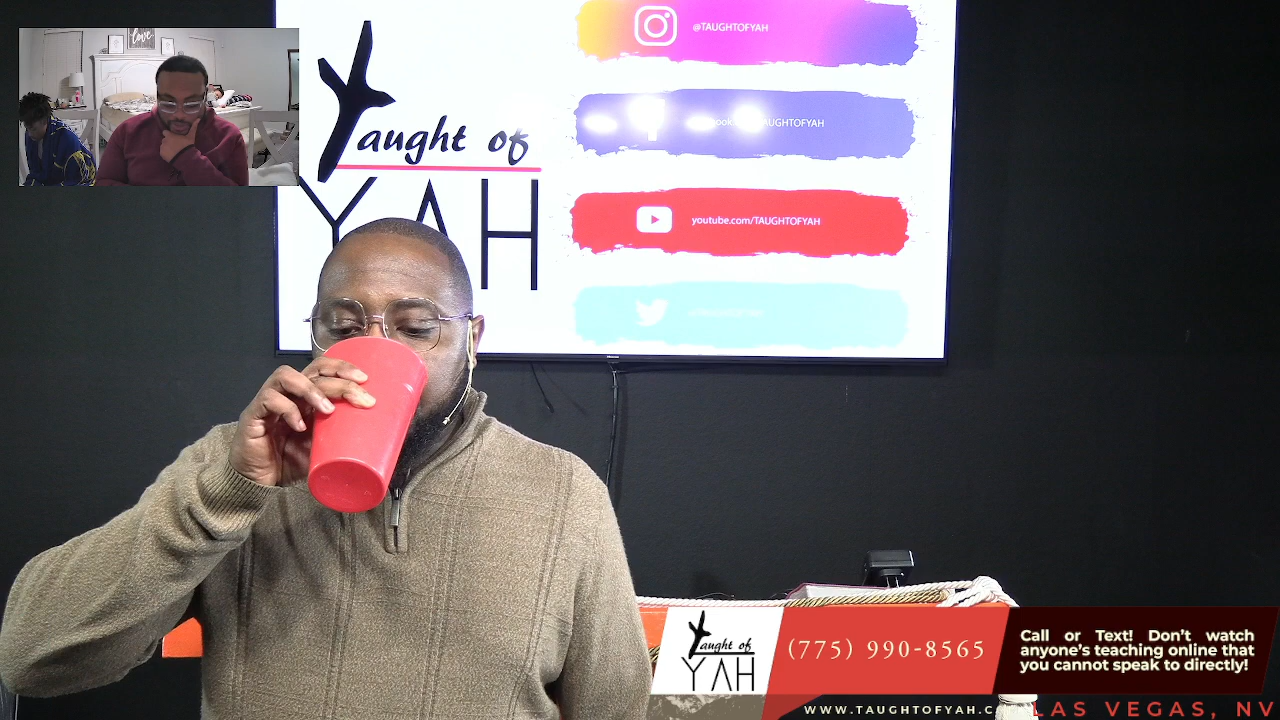 love
Taught of
YAH
@TAUGHTOFYAH
TAUGHTOFYAH
youtube.com/TAUGHTOFYAH
Taught of
YAH
(775) 990-8565
Call or Text! Don't watch
anyone's teaching online that
you cannot speak to directly!
WWW.TAUGHTOFYAH.C
LAS VEGAS, NV